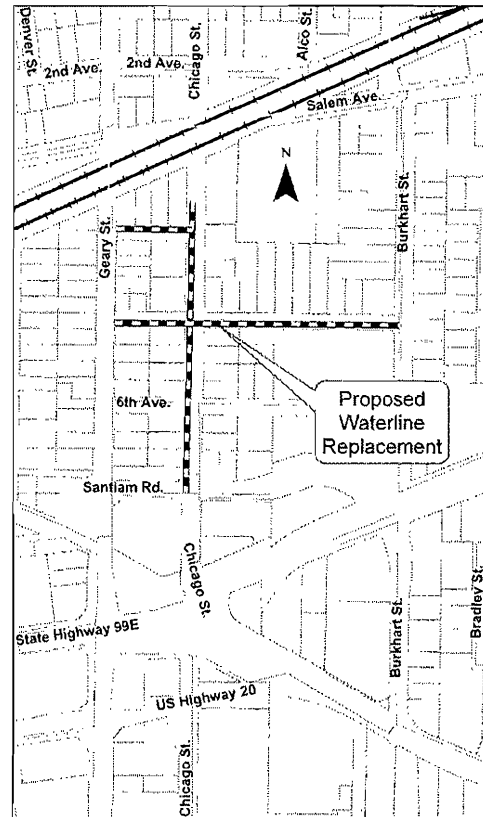 Denver St.
2nd Ave.
2nd Ave.
Chicago St.
Alco St.
Salem Ave.
N
Geary St.
Burkhart St.
6th Ave.
Proposed
Waterline
Replacement
Santiam Rd.
Chicago St.
State Highway 99E
US Highway 20
Burkhart St.
Bradley St.
Chicago St.